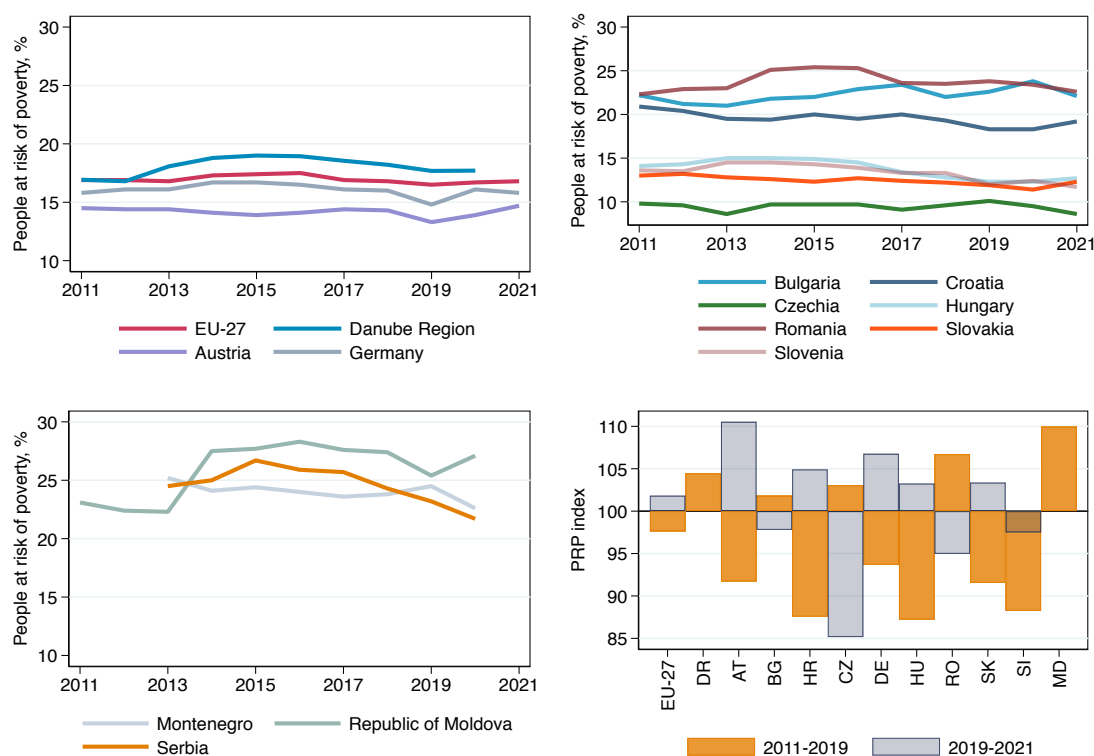 People at risk of poverty, %
30
25
20
15
10
2011 2013 2015 2017 2019 2021
EU-27 Danube Region
Austria Germany
People at risk of poverty, %
30
25
20
15
10
2011 2013 2015 2017 2019 2021
Bulgaria Croatia
Czechia Hungary
Romania Slovakia
Slovenia
People at risk of poverty, %
30
25
20
15
10
2011 2013 2015 2017 2019 2021
Montenegro Republic of Moldova
Serbia
PRP index
110
105
100
95
90
85
EU-27 DR AT BG HR CZ DE HU RO SK SI MD
2011-2019 2019-2021